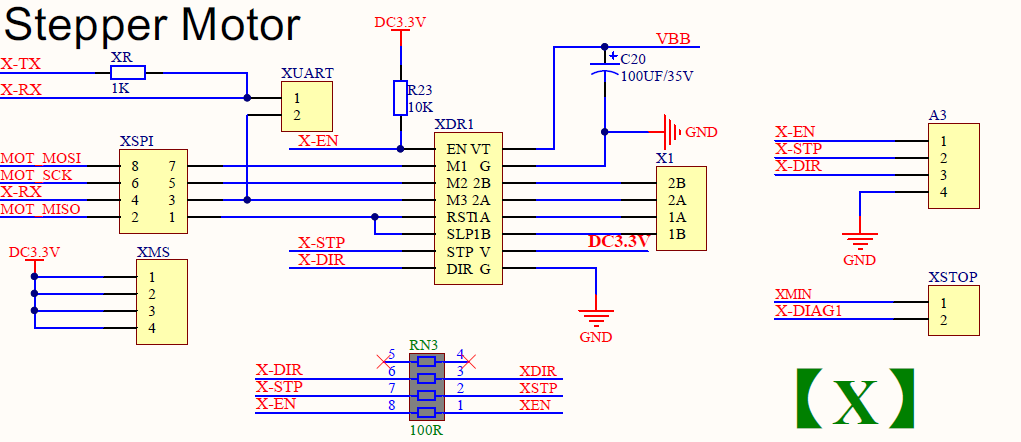 Stepper Motor
DC3.3V
VBB
X-TX
XR
1K
X-RX
XUART
1
2
R23
10K
C20
100UF/35V
X-EN
XDR1
GND
EN VT
M1 G
M2 2B
M3 2A
RST1A
SLP1B
STP V
DIR G
X-STP
X-DIR
DC3.3V
GND
XSPI
MOT_MOSI 8 7
MOT_SCK 6 5
X-RX 4 3
MOT_MISO 2 1
X1
2B
2A
1A
1B
A3
X-EN 1
X-STP 2
X-DIR 3
4
GND
DC3.3V
XMS
1
2
3
4
XSTOP
XMIN 1
X-DIAG1 2
RN3
5 4
X-DIR 6 3 XDIR
X-STP 7 2 XSTP
X-EN 8 1 XEN
100R
【X】